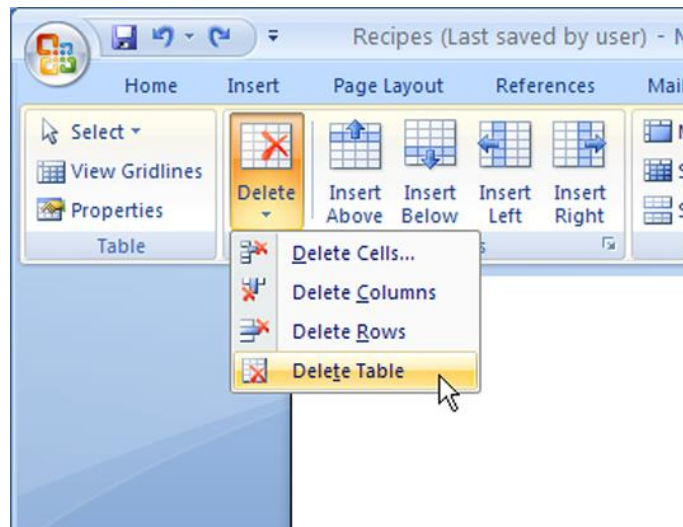 Recipes (Last saved by user) -
Home Insert Page Layout References Mail
Select
View Gridlines
Properties
Table
Delete
Insert Above
Insert Below
Insert Left
Insert Right
Delete Cells...
Delete Columns
Delete Rows
Delete Table